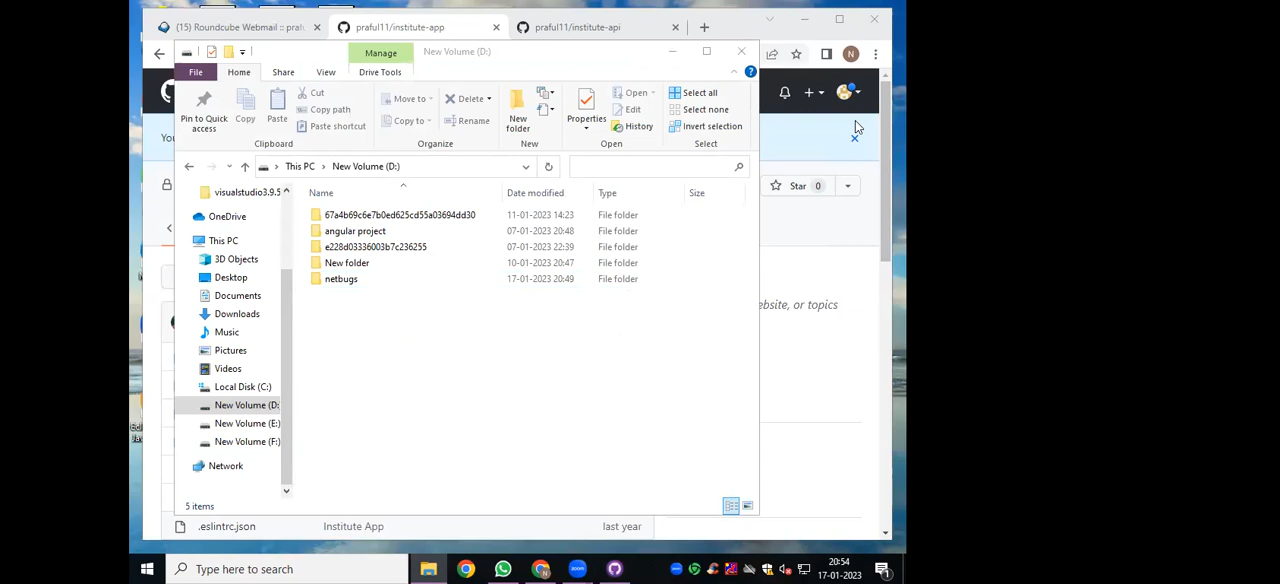 (15) Roundcube Webmail :: prafu
praful11/institute-app
praful11/institute-api
Manage
New Volume (D:)
File
Home
Share
View
Drive Tools
Pin to Quick access
Copy
Paste
Cut
Copy path
Paste shortcut
Move to
Copy to
Delete
Rename
New folder
Properties
Open
Edit
History
Select all
Select none
Invert selection
Clipboard
Organize
New
Open
Select
N
Yo
Star 0
This PC
New Volume (D:)
visualstudio3.9.5
OneDrive
This PC
3D Objects
Desktop
Documents
Downloads
Music
Pictures
Videos
Local Disk (C:)
New Volume (D:
New Volume (E:)
New Volume (F:)
Network
Name Date modified Type Size
67a4b69c6e7b0ed625cd55a03694dd30 11-01-2023 14:23 File folder
angular project 07-01-2023 20:48 File folder
e228d03336003b7c236255 07-01-2023 22:39 File folder
New folder 10-01-2023 20:47 File folder
netbugs 17-01-2023 20:49 File folder
ebsite, or topics
5 items
.eslintrc.json Institute App last year
Type here to search
20:54
17-01-2023
1